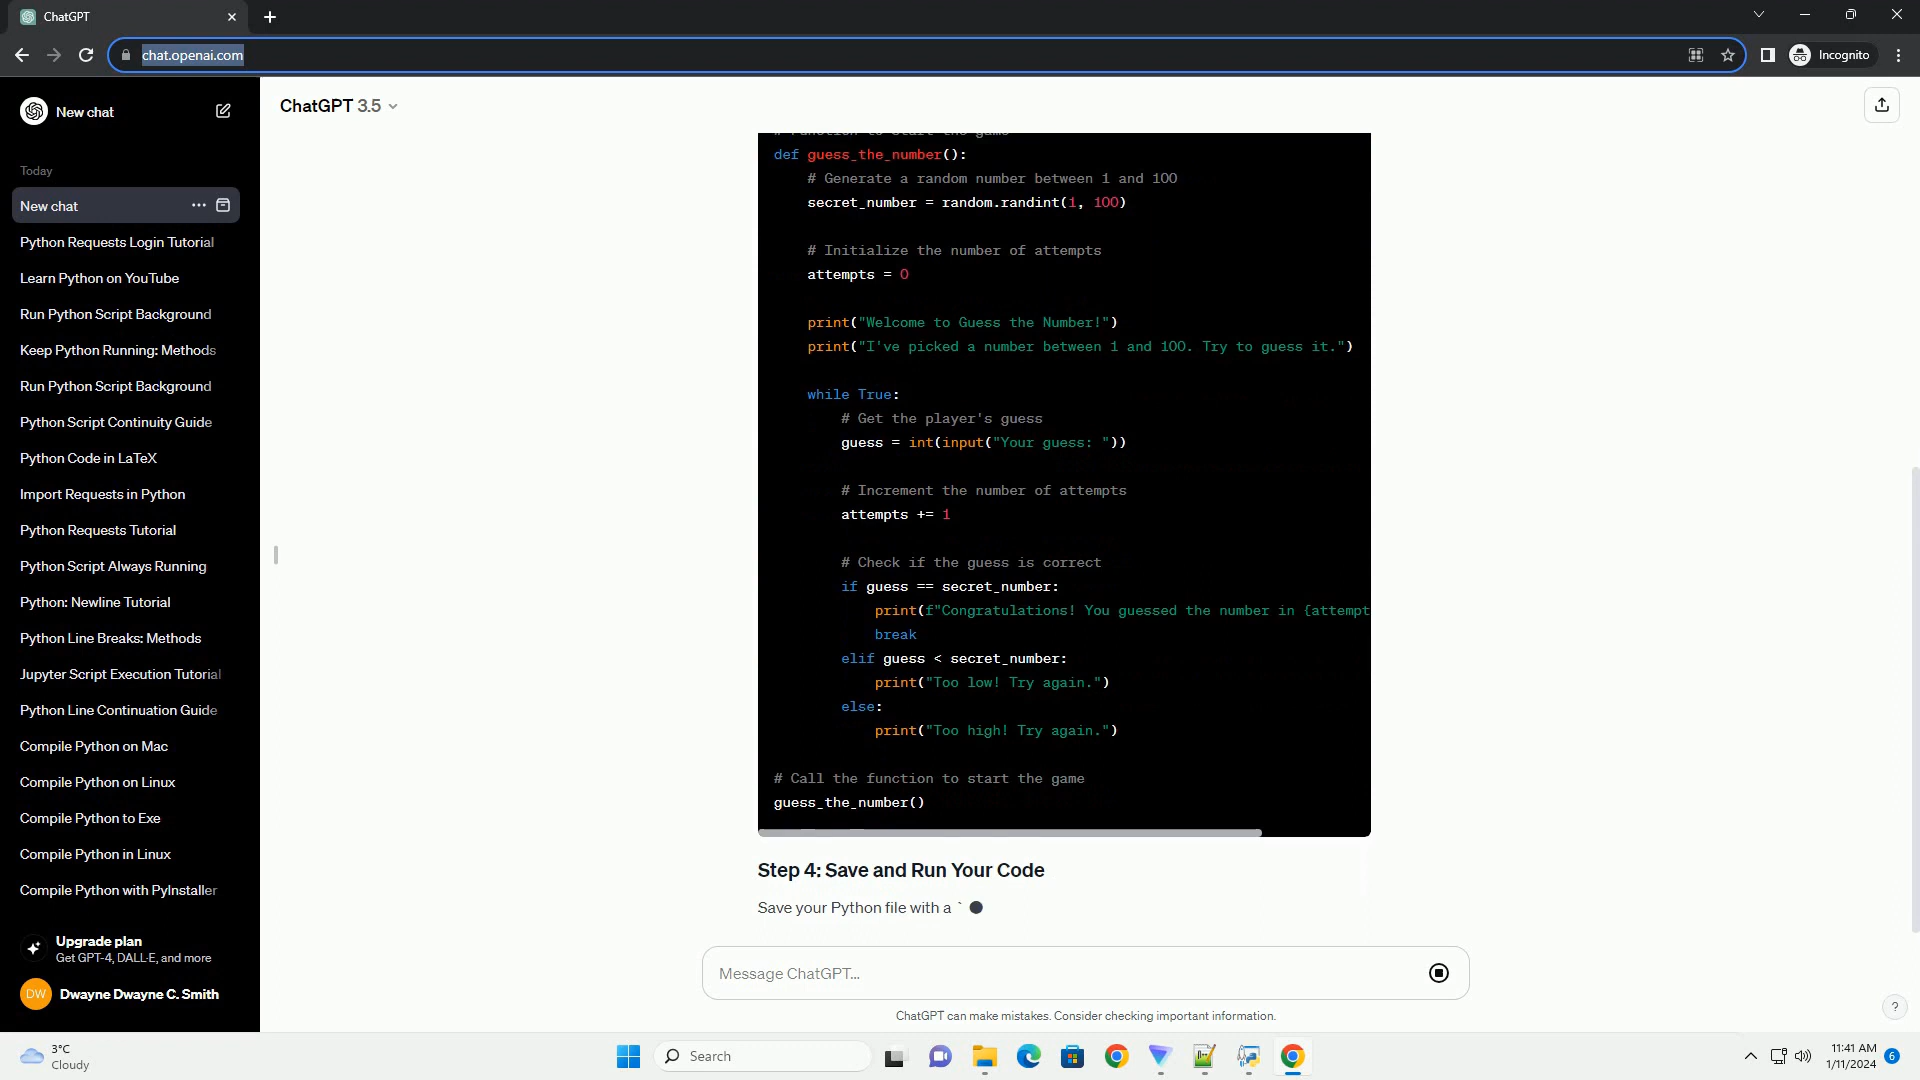 ChatGPT
chat.openai.com
Incognito
New chat
ChatGPT 3.5
Today
New chat
Python Requests Login Tutorial
Learn Python on YouTube
Run Python Script Background
Keep Python Running: Methods
Run Python Script Background
Python Script Continuity Guide
Python Code in LaTeX
Import Requests in Python
Python Requests Tutorial
Python Script Always Running
Python: Newline Tutorial
Python Line Breaks: Methods
Jupyter Script Execution Tutorial
Python Line Continuation Guide
Compile Python on Mac
Compile Python on Linux
Compile Python to Exe
Compile Python in Linux
Compile Python with PyInstaller
Upgrade plan
Get GPT-4, DALL·E, and more
DW
Dwayne Dwayne C. Smith
# Function to start the game
def guess_the_number():
# Generate a random number between 1 and 100
secret_number = random.randint(1, 100)
# Initialize the number of attempts
attempts = 0
print("Welcome to Guess the Number!")
print("I've picked a number between 1 and 100. Try to guess it.")
while True:
# Get the player's guess
guess = int(input("Your guess: "))
# Increment the number of attempts
attempts += 1
# Check if the guess is correct
if guess == secret_number:
print(f"Congratulations! You guessed the number in {attempt
break
elif guess < secret_number:
print("Too low! Try again.")
else:
print("Too high! Try again.")
# Call the function to start the game
guess_the_number()
Step 4: Save and Run Your Code
Save your Python file with a `
Message ChatGPT...
ChatGPT can make mistakes. Consider checking important information.
?
3°C
Cloudy
Search
11:41 AM
1/11/2024
6